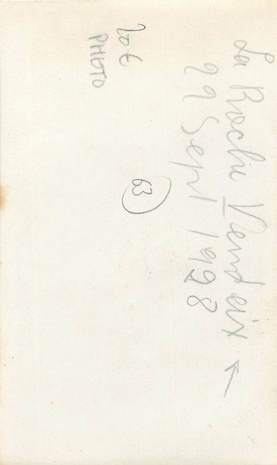 La Roche Vendeix ←
29 Sept 1928
63
20€
PHOTO